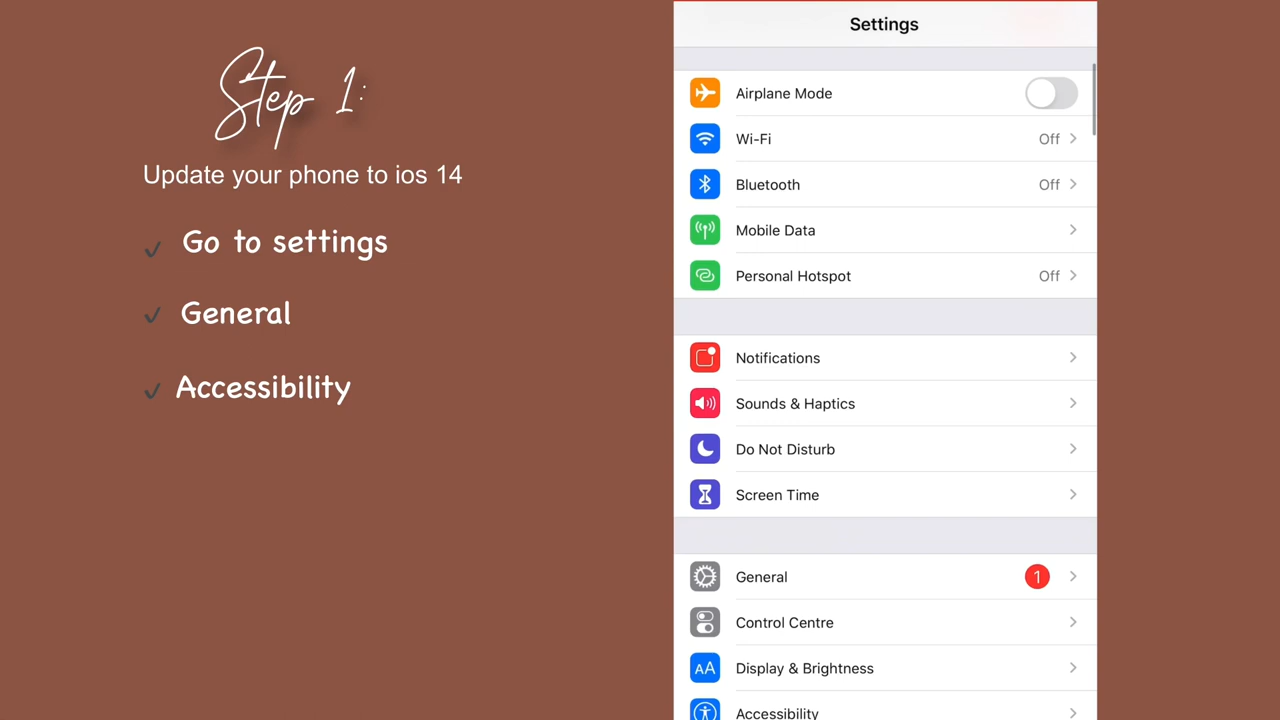 Step 1:
Update your phone to ios 14
Go to settings
General
Accessibility
Settings
Airplane Mode
Wi-Fi Off
Bluetooth Off
Mobile Data
Personal Hotspot Off
Notifications
Sounds & Haptics
Do Not Disturb
Screen Time
General 1
Control Centre
AA Display & Brightness
Accessibility